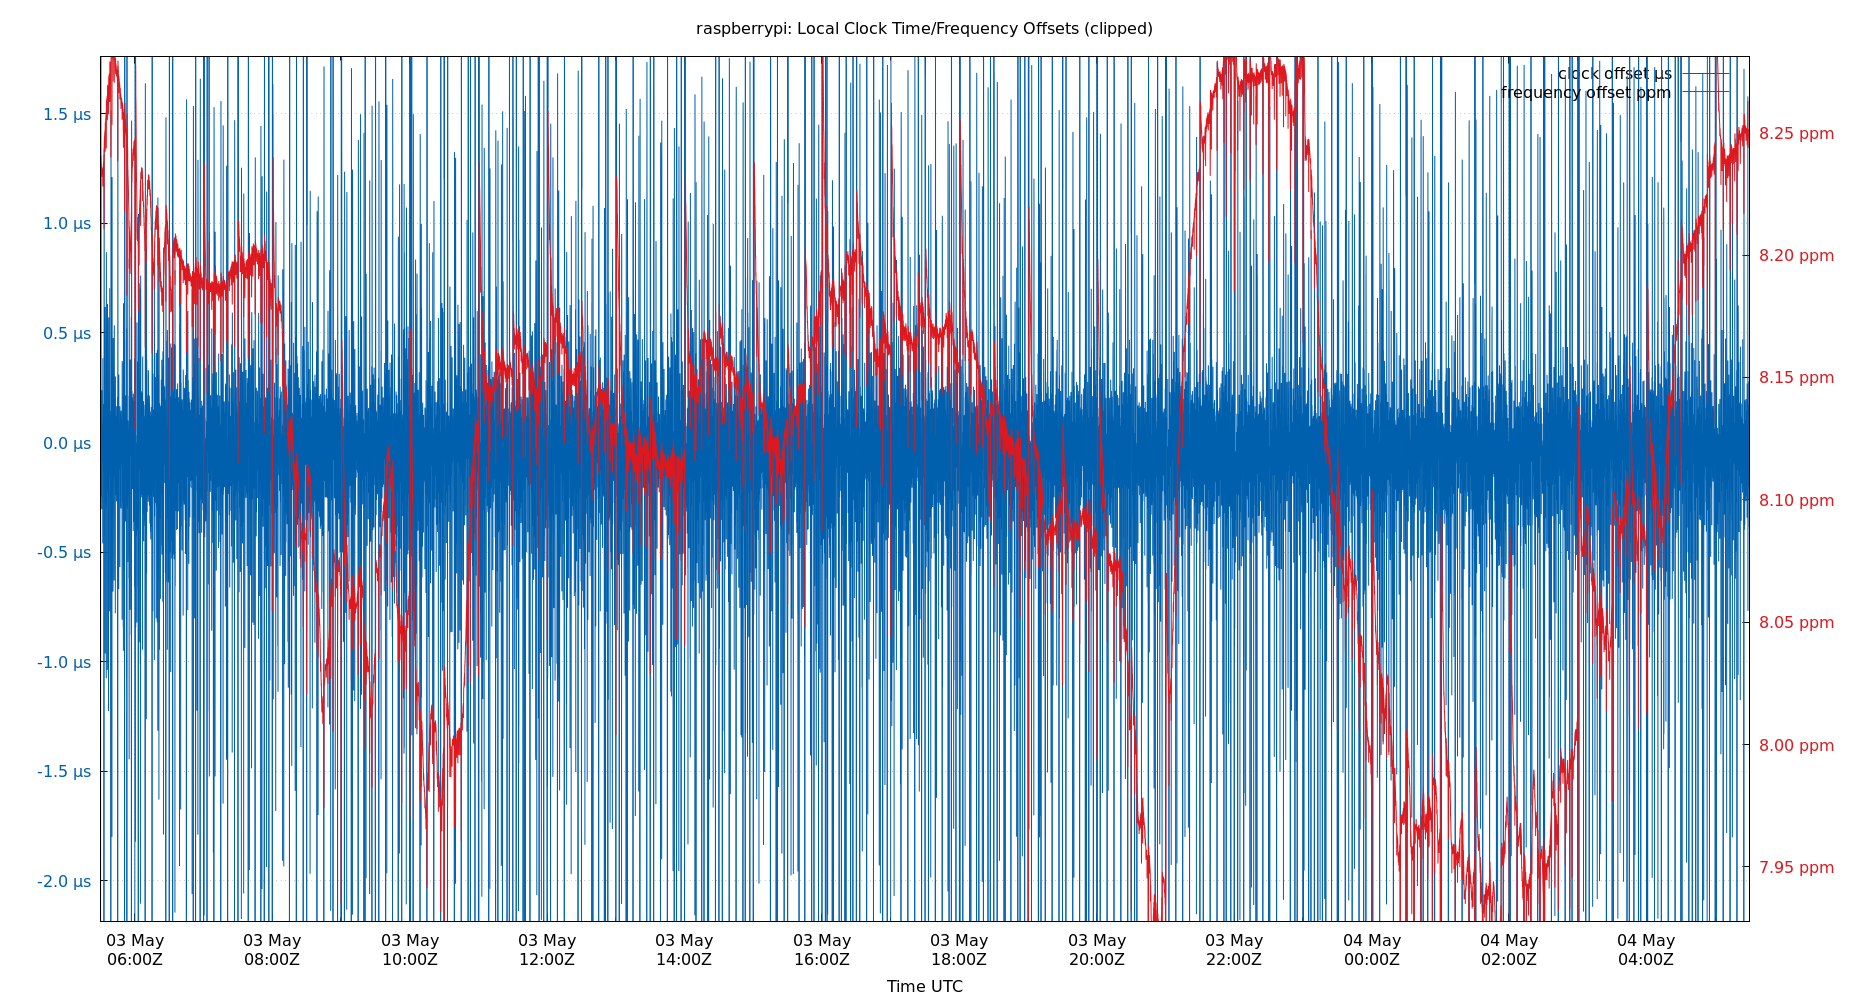 raspberrypi: Local Clock Time/Frequency Offsets (clipped)
clock offset µs
frequency offset ppm
1.5 µs
1.0 µs
0.5 µs
0.0 µs
-0.5 µs
-1.0 µs
-1.5 µs
-2.0 µs
8.25 ppm
8.20 ppm
8.15 ppm
8.10 ppm
8.05 ppm
8.00 ppm
7.95 ppm
03 May 03 May 03 May 03 May 03 May 03 May 03 May 03 May 03 May 04 May 04 May 04 May
06:00Z 08:00Z 10:00Z 12:00Z 14:00Z 16:00Z 18:00Z 20:00Z 22:00Z 00:00Z 02:00Z 04:00Z
Time UTC